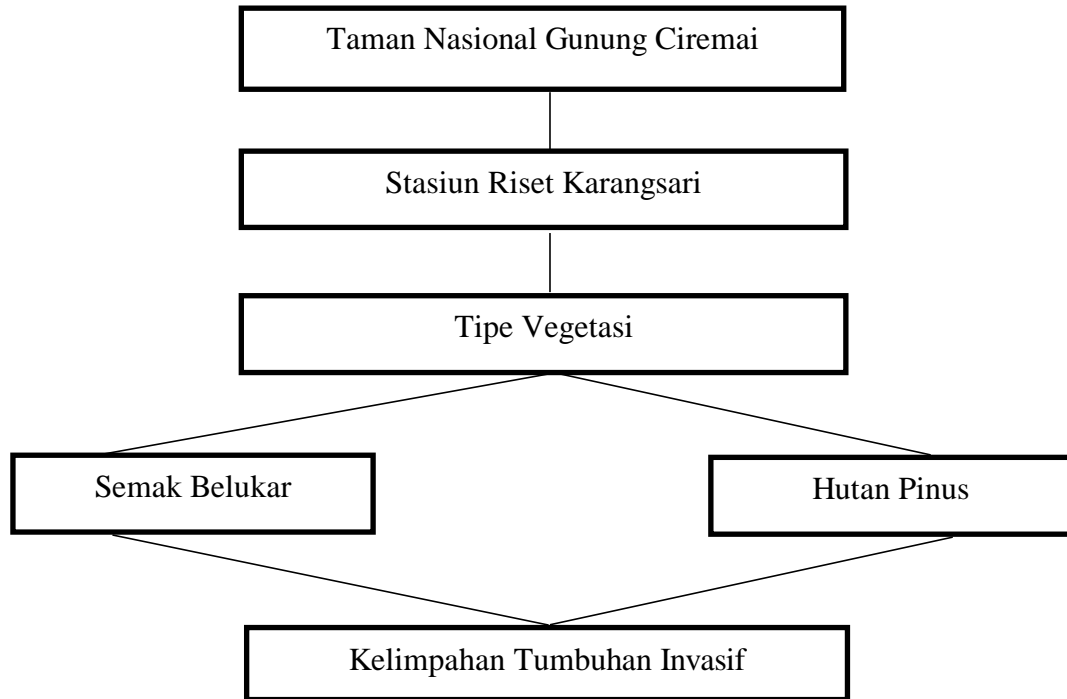 Taman Nasional Gunung Ciremai
Stasiun Riset Karangsari
Tipe Vegetasi
Semak Belukar
Hutan Pinus
Kelimpahan Tumbuhan Invasif